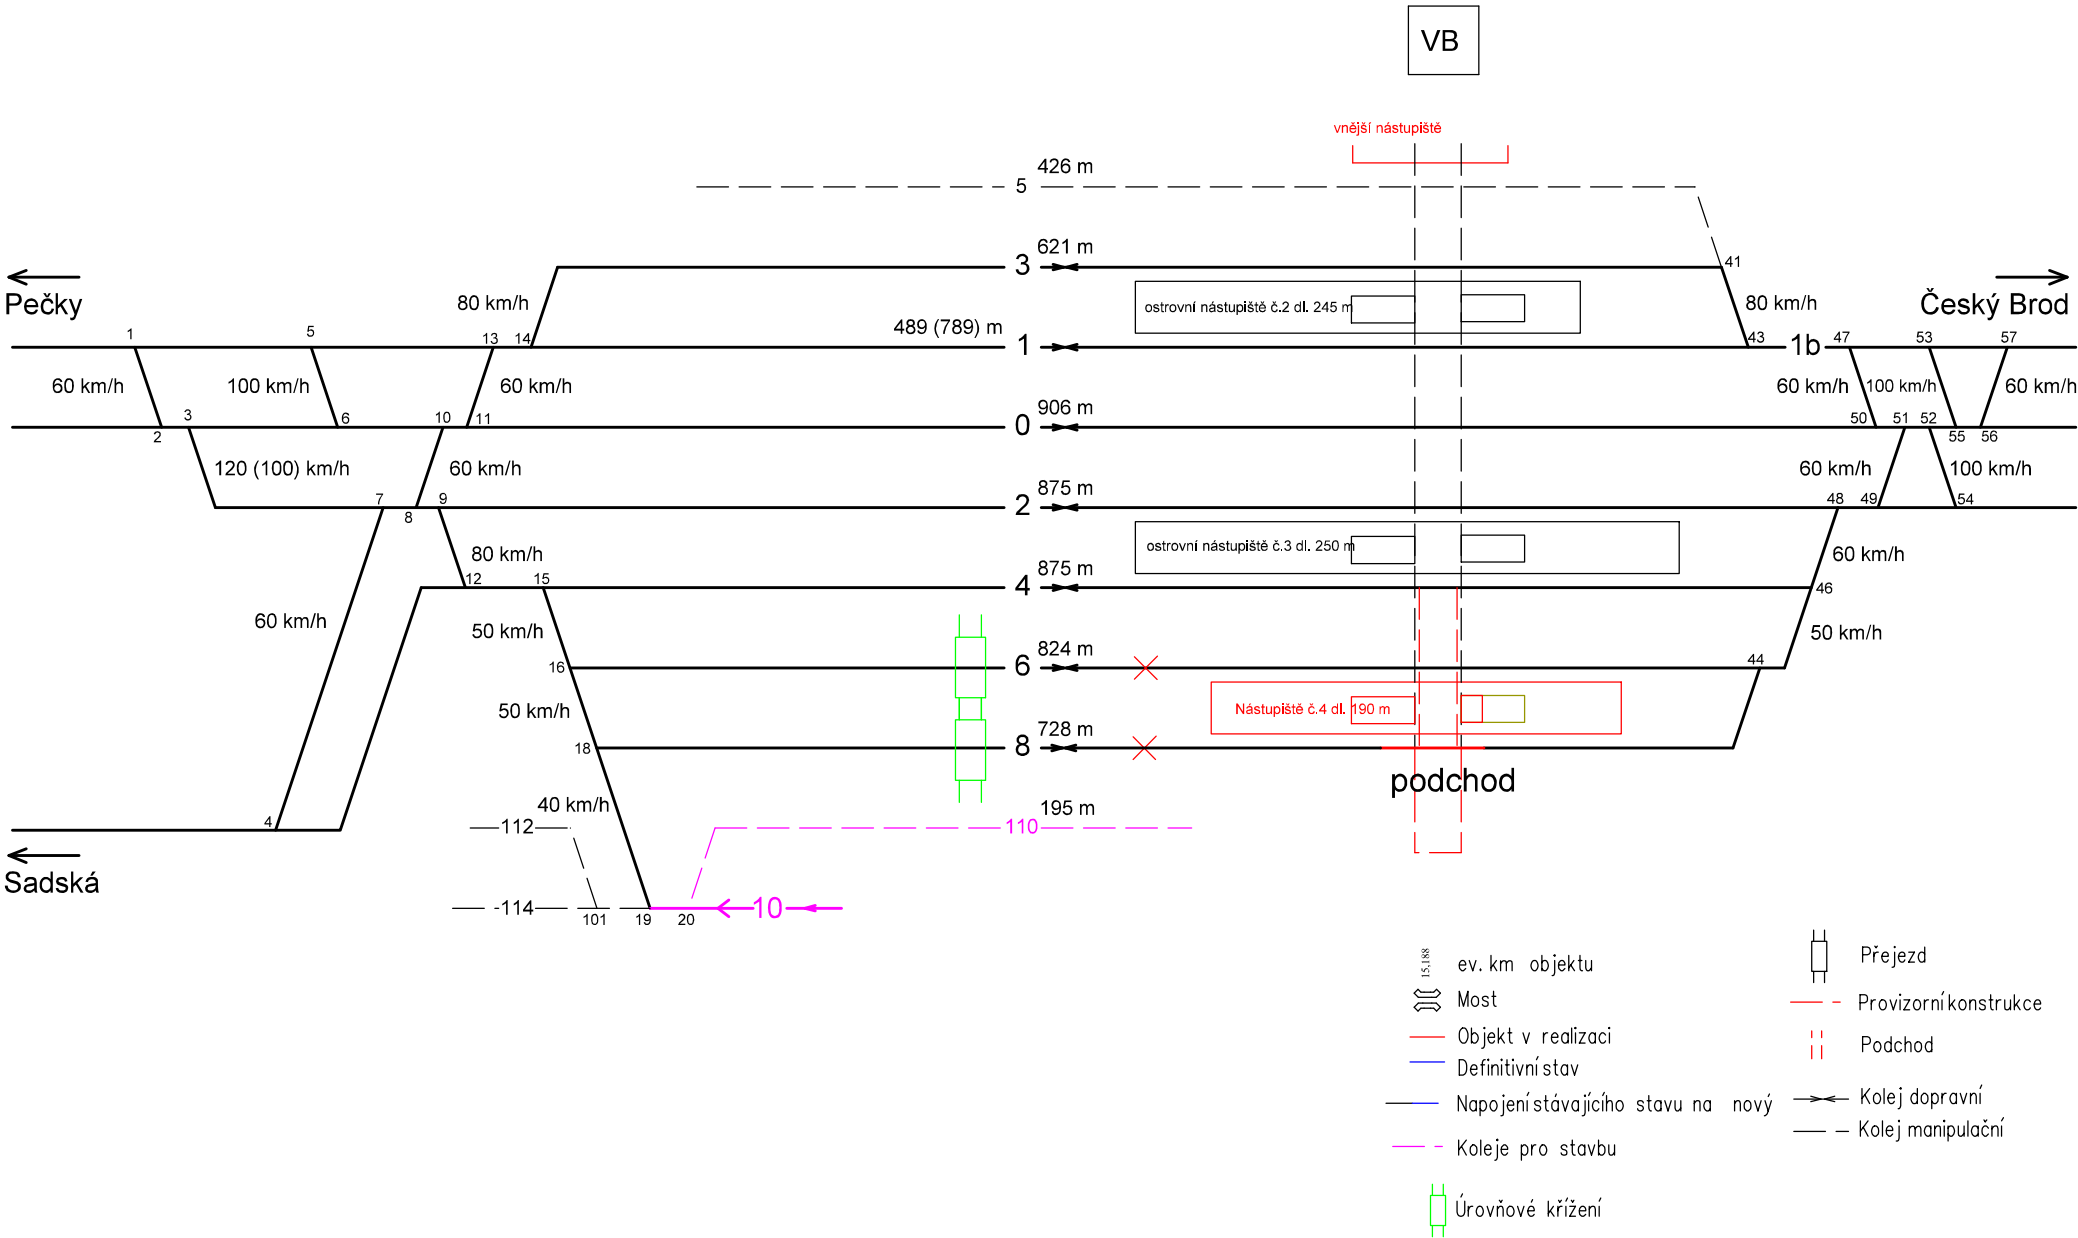 VB
vnější nástupiště
426 m
5
621 m
3
41
Pečky
80 km/h
ostrovní nástupiště č.2 dl. 245 m
80 km/h
Český Brod
489 (789) m
1
5
13
14
1
43
1b
47
53
57
60 km/h
100 km/h
60 km/h
60 km/h
100 km/h
60 km/h
906 m
3
2
6
10
11
0
50
51
52
55
56
120 (100) km/h
60 km/h
60 km/h
100 km/h
875 m
7
8
9
2
48
49
54
80 km/h
ostrovní nástupiště č.3 dl. 250 m
60 km/h
875 m
12
15
4
46
60 km/h
50 km/h
50 km/h
824 m
16
6
44
50 km/h
Nástupiště č.4 dl. 190 m
728 m
18
8
podchod
40 km/h
195 m
4
112
110
Sadská
114
101
19
20
10
15,188
ev. km objektu
Most
Objekt v realizaci
Definitivní stav
Napojení stávajícího stavu na nový
Koleje pro stavbu
Úrovňové křížení
Přejezd
Provizorní konstrukce
Podchod
Kolej dopravní
Kolej manipulační